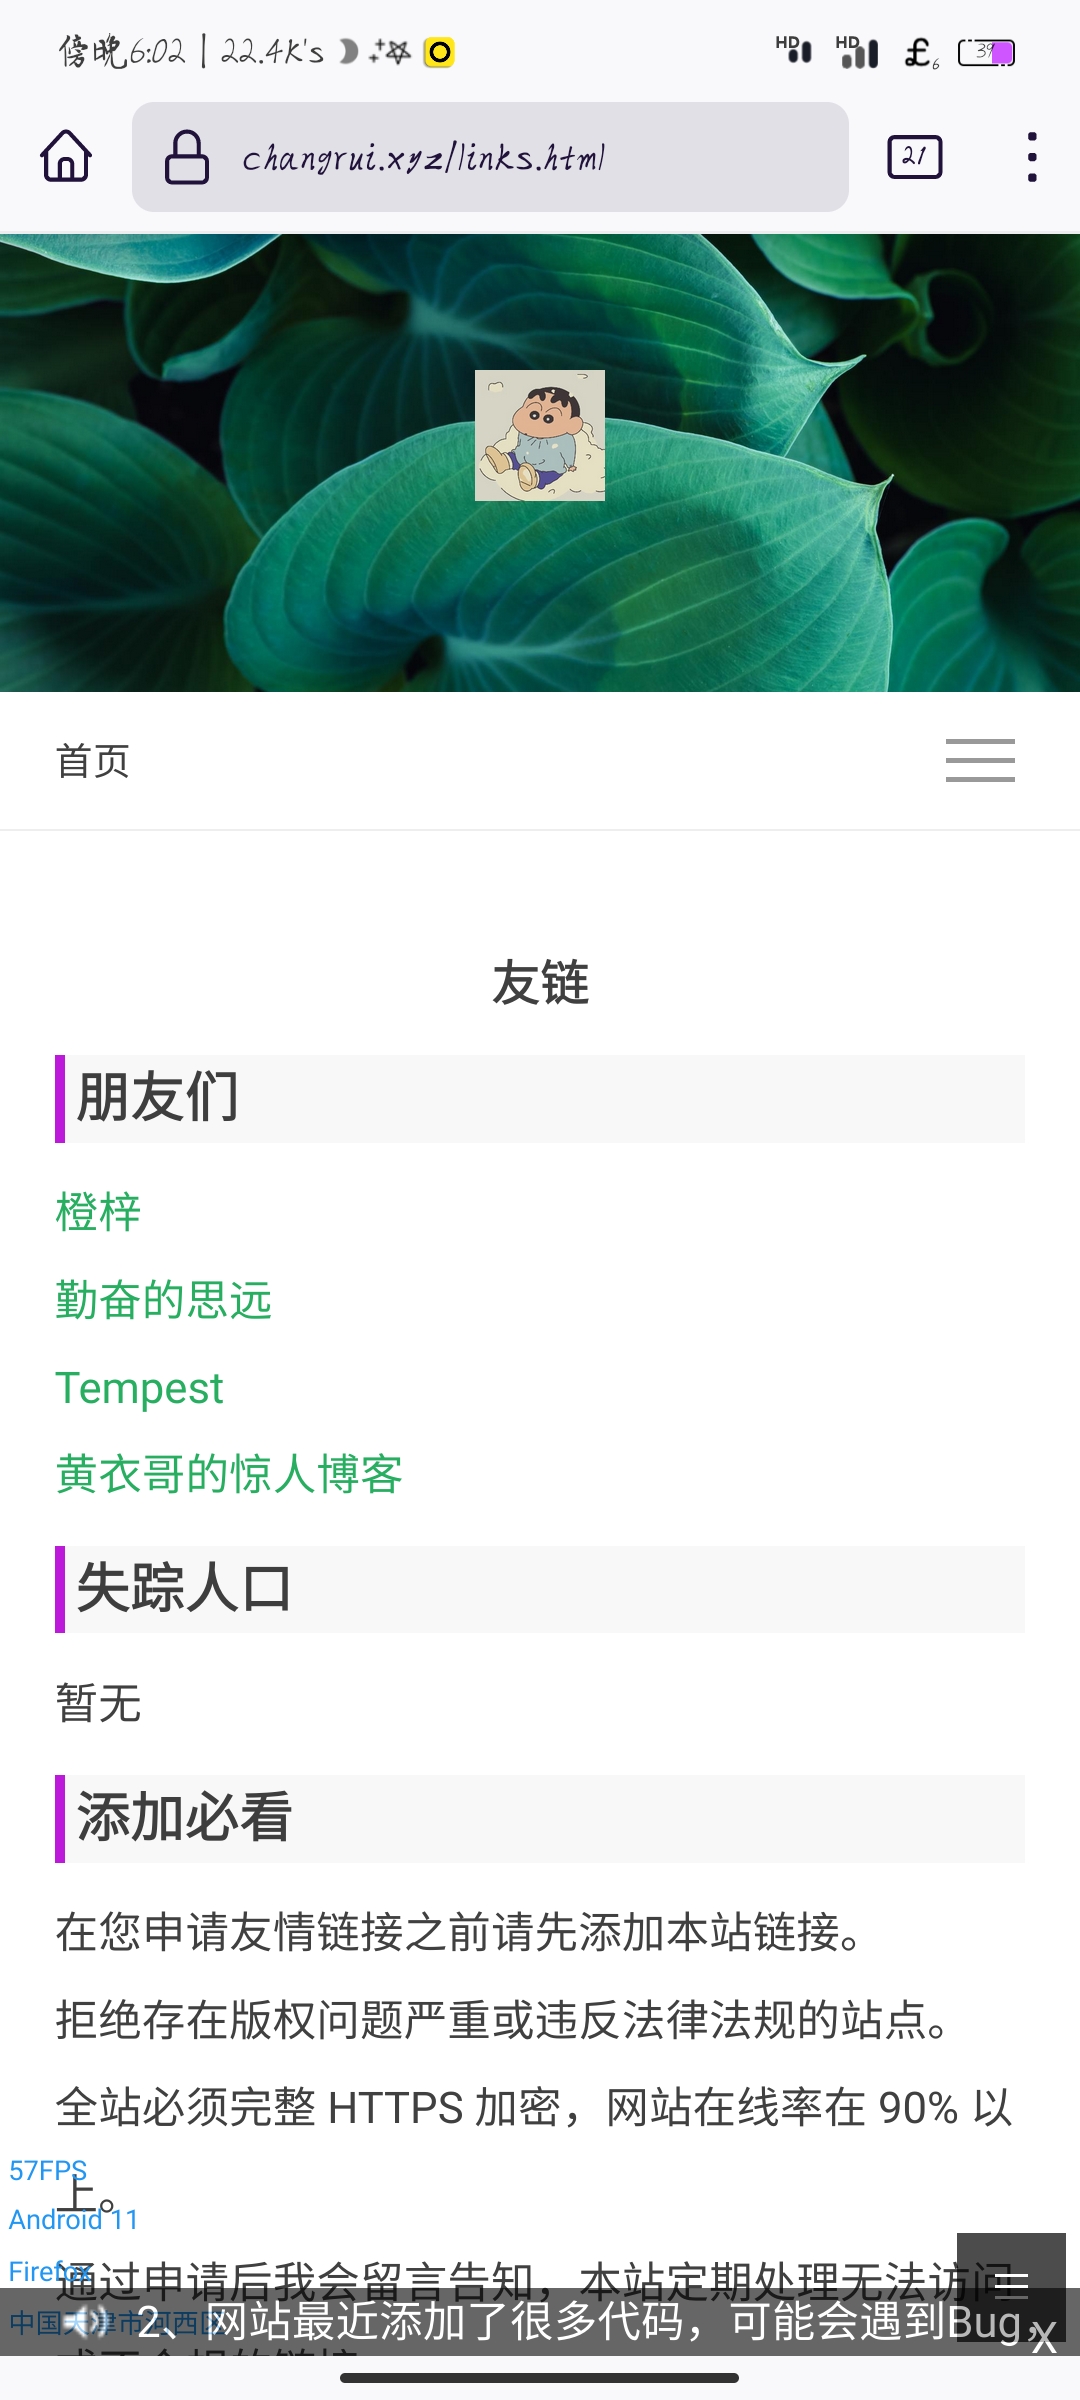 傍晚6:02 | 22.4K's
HD HD 6 39
changrui.xyz/links.html
21
首页
友链
朋友们
橙梓
勤奋的思远
Tempest
黄衣哥的惊人博客
失踪人口
暂无
添加必看
在您申请友情链接之前请先添加本站链接。
拒绝存在版权问题严重或违反法律法规的站点。
全站必须完整 HTTPS 加密，网站在线率在 90% 以
上。
57FPS
Android 11
Firefox
通过申请后我会留言告知，本站定期处理无法访问
中国天津市河西区
2、网站最近添加了很多代码，可能会遇到Bug，
X